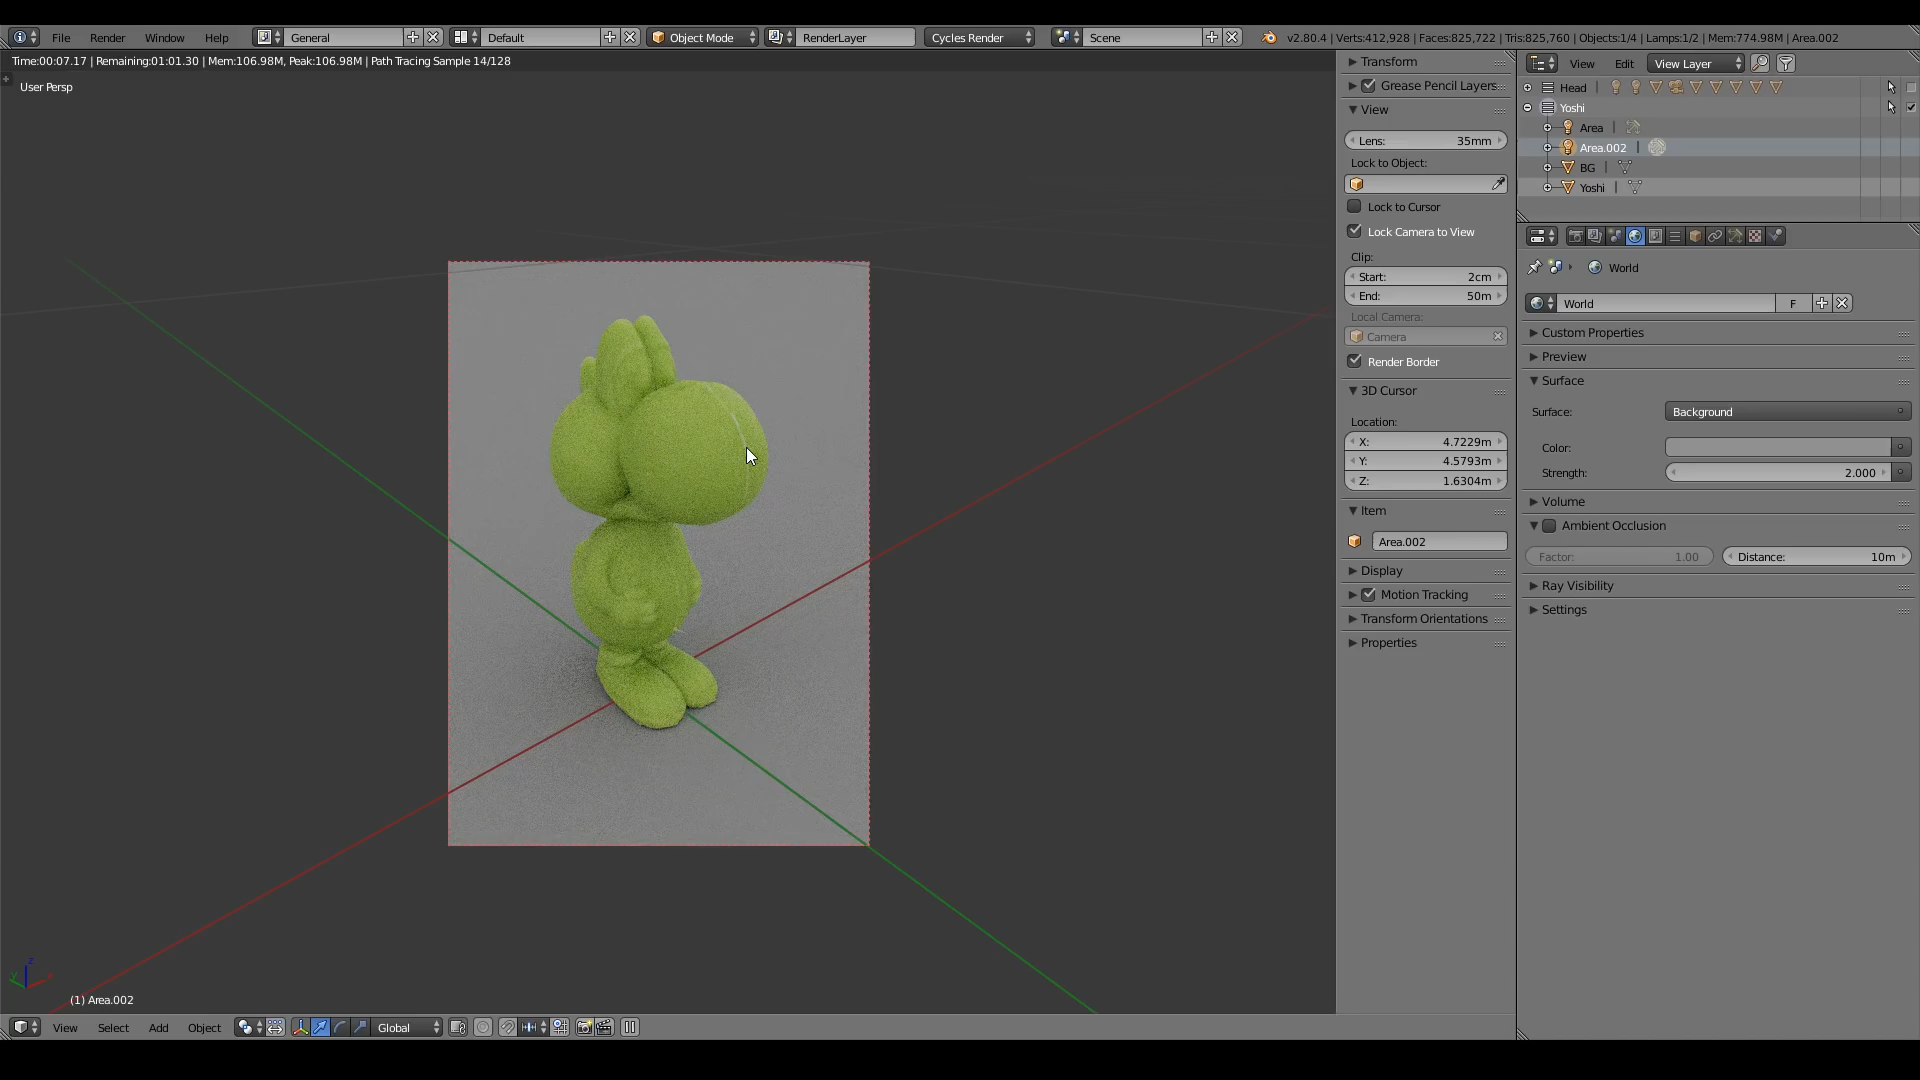 File Render Window Help General Default Object Mode RenderLayer Cycles Render Scene v2.80.4 | Verts:412,928 | Faces:825,722 | Tris:825,760 | Objects:1/4 | Lamps:1/2 | Mem:774.98M | Area.002
Time:00:07.17 | Remaining:01:01.30 | Mem:106.98M, Peak:106.98M | Path Tracing Sample 14/128
User Persp
(1) Area.002
View Select Add Object Global
Transform
Grease Pencil Layers
View
Lens: 35mm
Lock to Object:
Lock to Cursor
Lock Camera to View
Clip:
Start: 2cm
End: 50m
Local Camera:
Camera
Render Border
3D Cursor
Location:
X: 4.7229m
Y: 4.5793m
Z: 1.6304m
Item
Area.002
Display
Motion Tracking
Transform Orientations
Properties
View Edit View Layer
Head
Yoshi
Area
Area.002
BG
Yoshi
World
World F
Custom Properties
Preview
Surface
Surface: Background
Color:
Strength: 2.000
Volume
Ambient Occlusion
Factor: 1.00 Distance: 10m
Ray Visibility
Settings